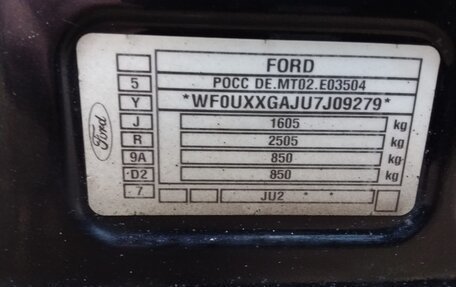 FORD
5 РОСС DE.MT02.E03504
Y *WF0UXXGAJU7J09279*
J 1605 kg
R 2505 kg
9A 850 kg
D2 850 kg
7 JU2 * *
Ford